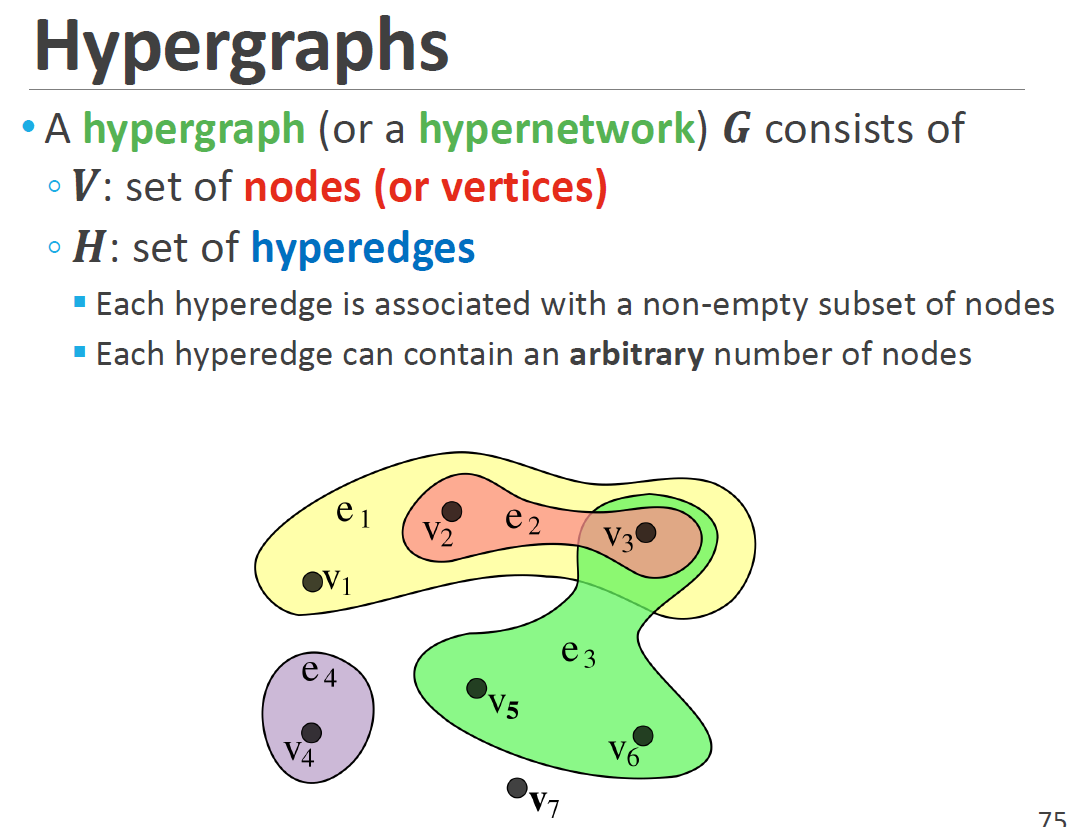 Hypergraphs
• A hypergraph (or a hypernetwork) G consists of
◦ V: set of nodes (or vertices)
◦ H: set of hyperedges
▪ Each hyperedge is associated with a non-empty subset of nodes
▪ Each hyperedge can contain an arbitrary number of nodes
e1
v2
e2
v3
v1
e3
e4
v5
v4
v6
v7
75